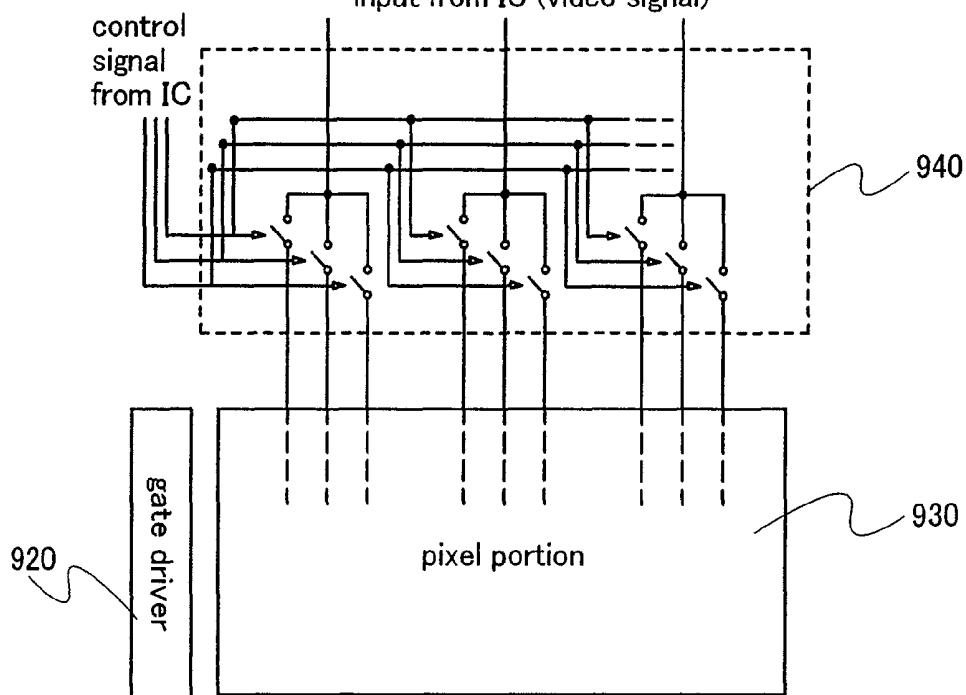 input from IC (video signal)
control
signal
from IC
940
930
pixel portion
gate driver
920